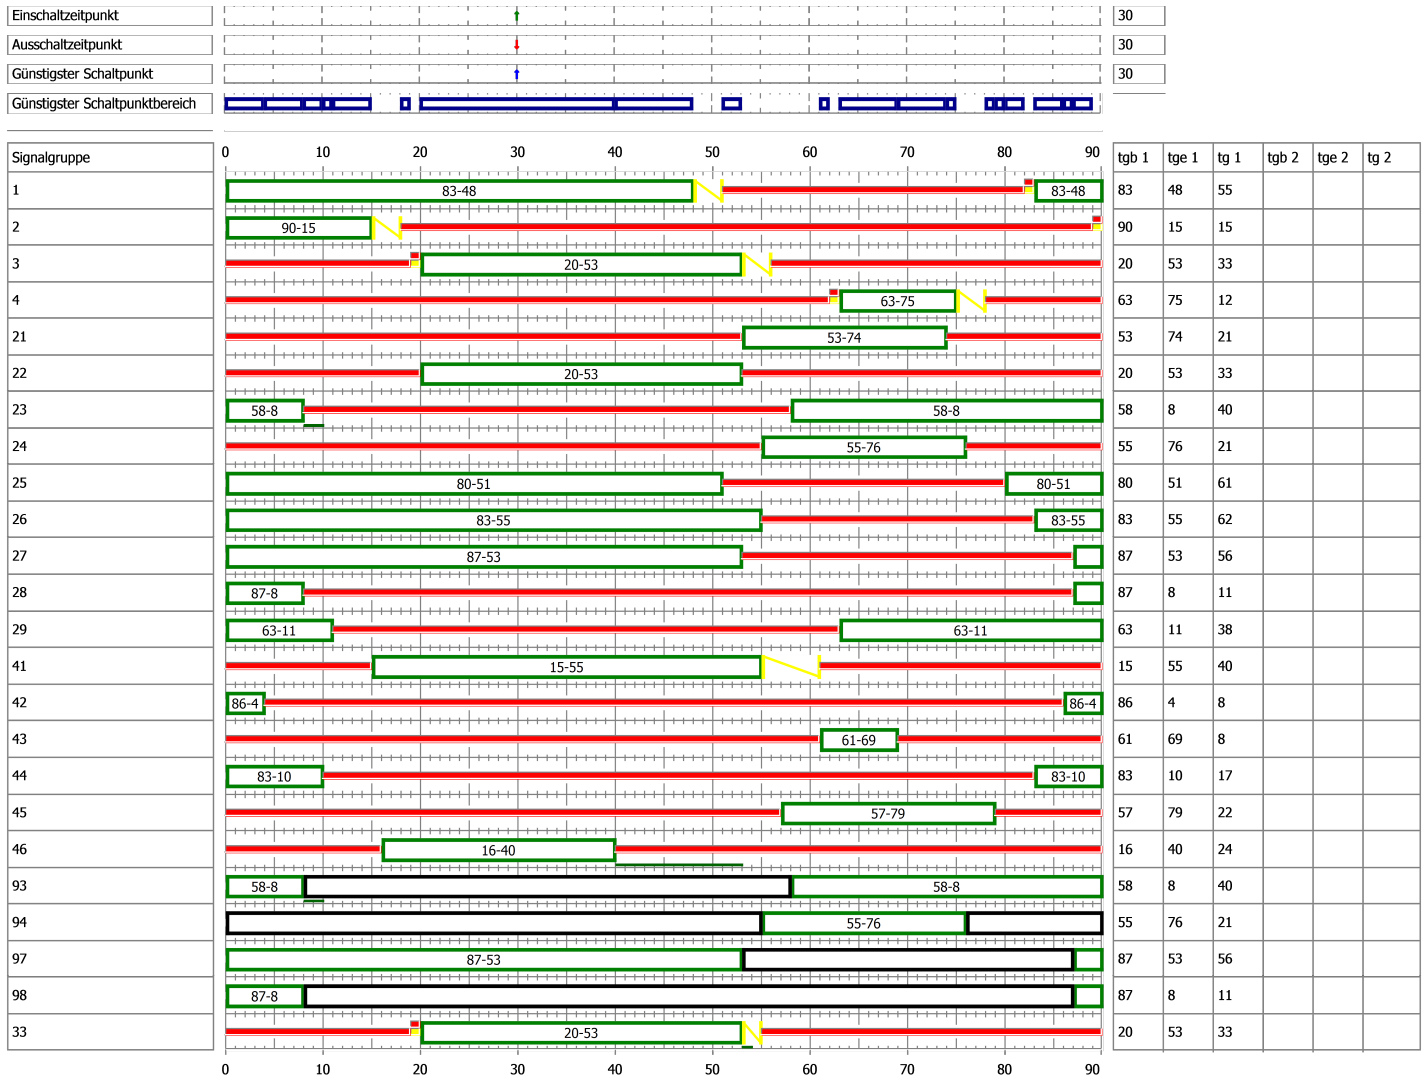 Einschaltzeitpunkt 30
Ausschaltzeitpunkt 30
Günstigster Schaltpunkt 30
Günstigster Schaltpunktbereich
Signalgruppe 0 10 20 30 40 50 60 70 80 90 tgb 1 tge 1 tg 1 tgb 2 tge 2 tg 2
1 83-48 83-48 83 48 55
2 90-15 90 15 15
3 20-53 20 53 33
4 63-75 63 75 12
21 53-74 53 74 21
22 20-53 20 53 33
23 58-8 58-8 58 8 40
24 55-76 55 76 21
25 80-51 80-51 80 51 61
26 83-55 83-55 83 55 62
27 87-53 87 53 56
28 87-8 87 8 11
29 63-11 63-11 63 11 38
41 15-55 15 55 40
42 86-4 86-4 86 4 8
43 61-69 61 69 8
44 83-10 83-10 83 10 17
45 57-79 57 79 22
46 16-40 16 40 24
93 58-8 58-8 58 8 40
94 55-76 55 76 21
97 87-53 87 53 56
98 87-8 87 8 11
33 20-53 20 53 33
0 10 20 30 40 50 60 70 80 90